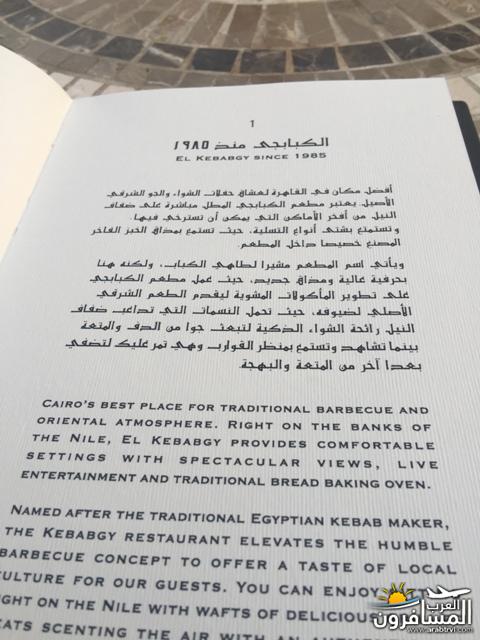 1
الكبابجى منذ ١٩٨٥
EL KEBABGY SINCE 1985
أفضل مكان في القاهرة لعشاق حفلات الشواء والجو الشرقي
الأصيل. يعتبر مطعم الكبابجي المطل مباشرة على ضفاف
النيل من أفخر الأماكن التي يمكن أن تسترخي فيها.
وتستمتع بشتى أنواع التسلية، حيث تستمع بمذاق الخبز الفاخر
المصنع خصيصا داخل المطعم.
ويأتي اسم المطعم مشيرا لطاهي الكباب، ولكنه هنا
بحرفية عالية ومذاق جديد، حيث عمل مطعم الكبابجي
على تطوير المأكولات المشوية ليقدم الطعم الشرقي
الأصلي لضيوفه، حيث تحمل النسمات التي تداعب ضفاف
النيل رائحة الشواء الذكية لتبعث جوا من الدف والمتعة
بينما تشاهد وتستمتع بمنظر القوارب وهي تمر عليك لتضفي
بعدا آخر من المتعة والبهجة.
CAIRO'S BEST PLACE FOR TRADITIONAL BARBECUE AND
ORIENTAL ATMOSPHERE. RIGHT ON THE BANKS OF
THE NILE, EL KEBABGY PROVIDES COMFORTABLE
SETTINGS WITH SPECTACULAR VIEWS, LIVE
ENTERTAINMENT AND TRADITIONAL BREAD BAKING OVEN.
NAMED AFTER THE TRADITIONAL EGYPTIAN KEBAB MAKER,
THE KEBABGY RESTAURANT ELEVATES THE HUMBLE
BARBECUE CONCEPT TO OFFER A TASTE OF LOCAL
CULTURE FOR OUR GUESTS. YOU CAN ENJOY
RIGHT ON THE NILE WITH WAFTS OF DELICIOUS
SCENTING THE AIR WITH AN
العرب
المسافرون
www.arabtrvl.com